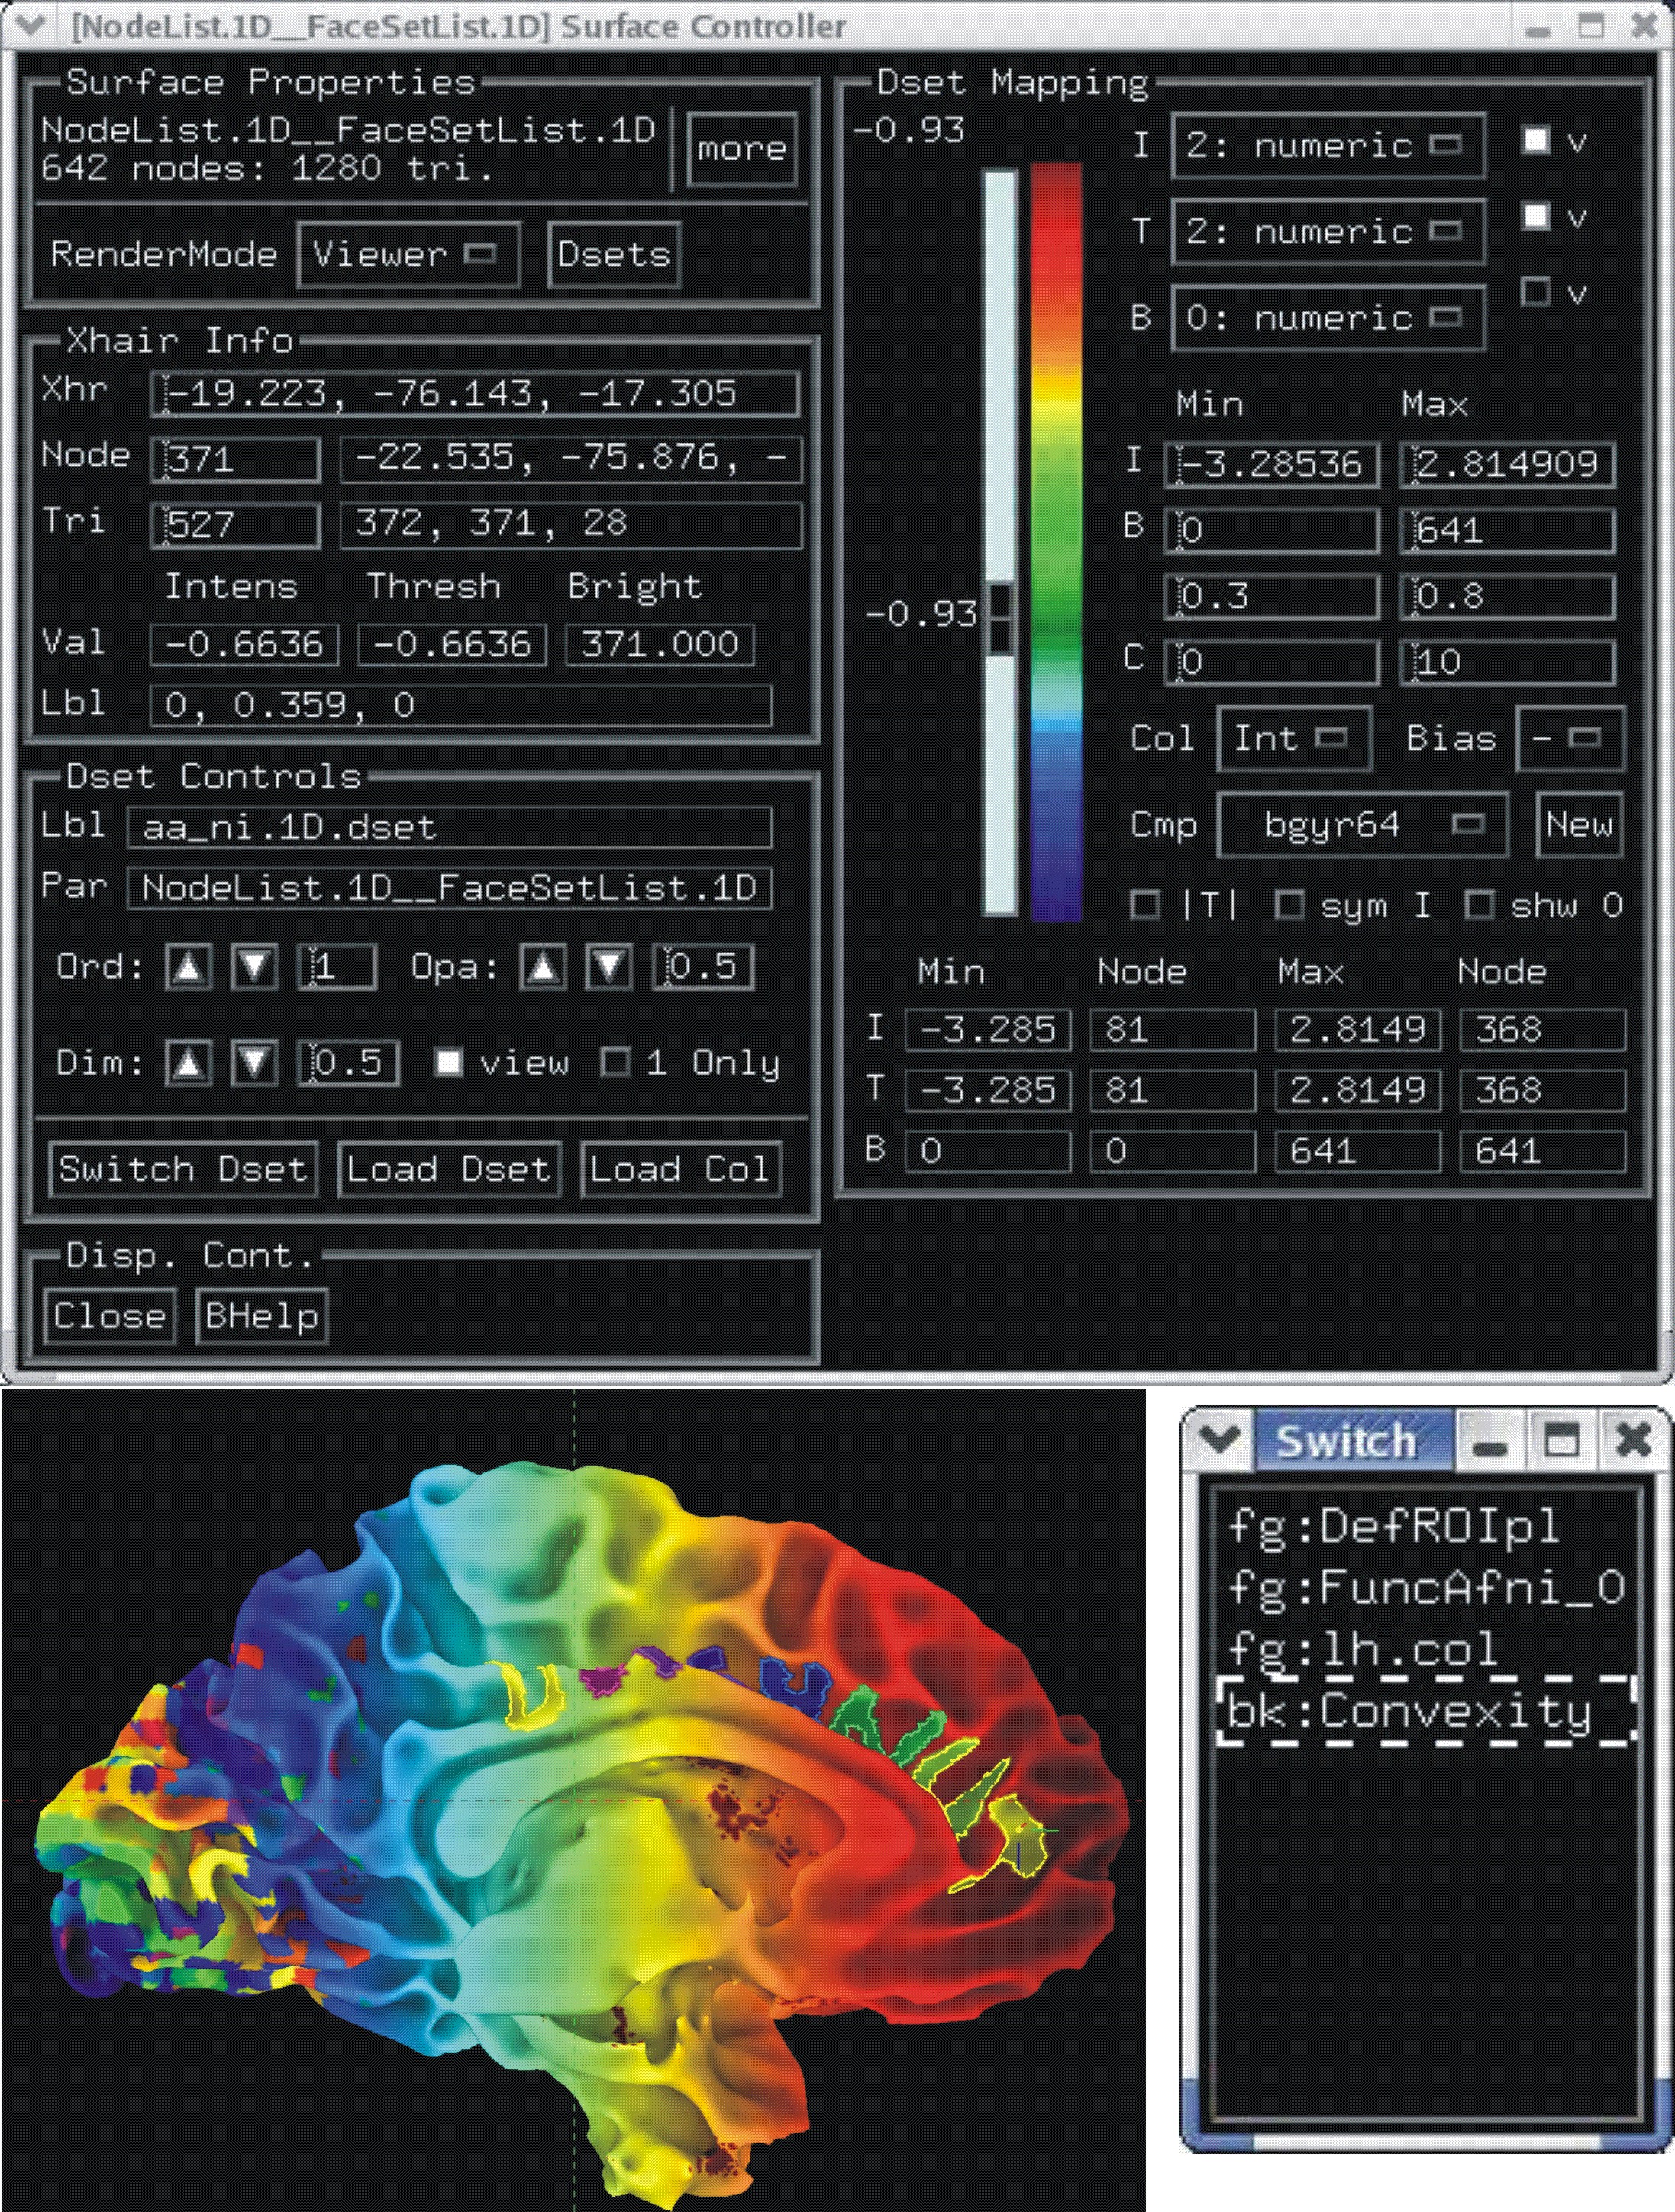 [NodeList.1D__FaceSetList.1D] Surface Controller
Surface Properties
NodeList.1D__FaceSetList.1D
642 nodes: 1280 tri.
more
RenderMode Viewer Dsets
Xhair Info
Xhr -19.223, -76.143, -17.305
Node 371 -22.535, -75.876, -
Tri 527 372, 371, 28
Intens Thresh Bright
Val -0.6636 -0.6636 371.000
Lbl 0, 0.359, 0
Dset Controls
Lbl aa_ni.1D.dset
Par NodeList.1D__FaceSetList.1D
Ord: 1 Opa: 0.5
Dim: 0.5 view 1 Only
Switch Dset Load Dset Load Col
Disp. Cont.
Close BHelp
Dset Mapping
-0.93
-0.93
I 2: numeric v
T 2: numeric v
B 0: numeric v
Min Max
I -3.28536 2.814909
B 0 641
0.3 0.8
C 0 10
Col Int Bias -
Cmp bgyr64 New
|T| sym I shw 0
Min Node Max Node
I -3.285 81 2.8149 368
T -3.285 81 2.8149 368
B 0 0 641 641
Switch
fg:DefROIpl
fg:FuncAfni_0
fg:lh.col
bk:Convexity